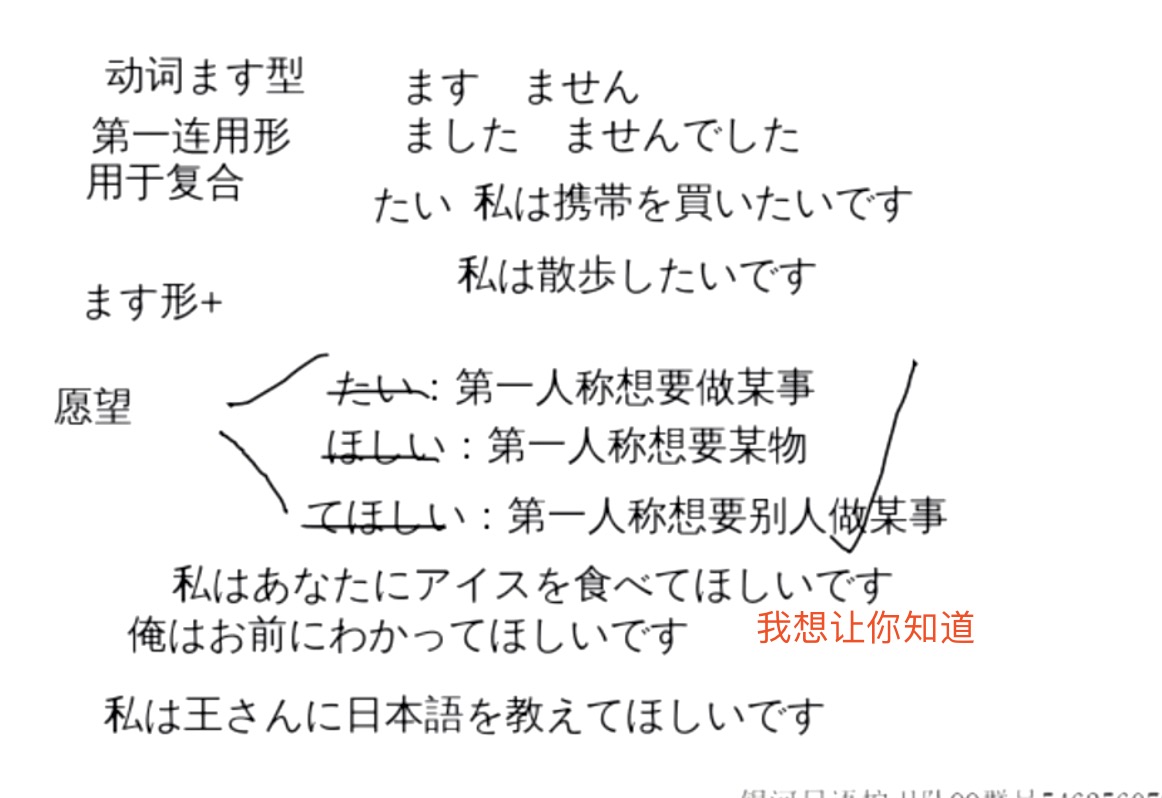 动词ます型
ます ません
第一连用形
ました ませんでした
用于复合
たい 私は携帯を買いたいです
私は散歩したいです
ます形+
愿望
たい：第一人称想要做某事
ほしい：第一人称想要某物
てほしい：第一人称想要别人做某事
私はあなたにアイスを食べてほしいです
俺はお前にわかってほしいです 我想让你知道
私は王さんに日本語を教えてほしいです